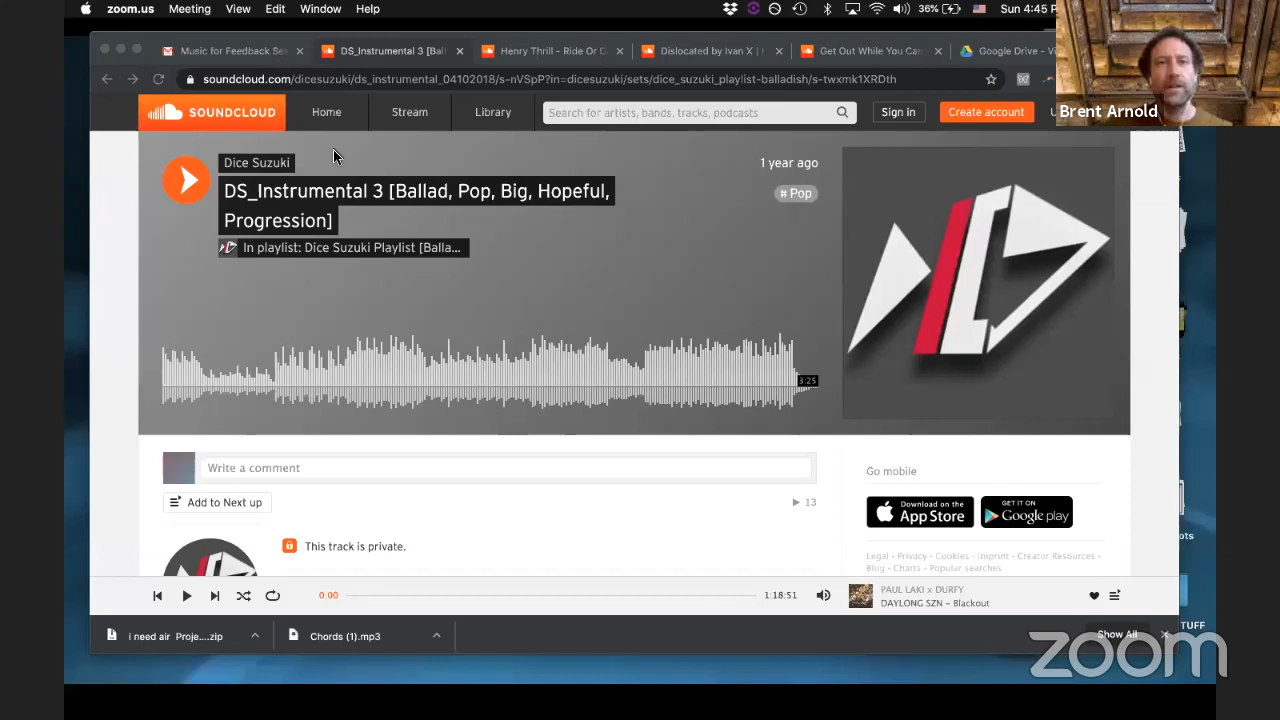 zoom.us Meeting View Edit Window Help 36% Sun 4:45
Music for Feedback Se DS_Instrumental 3 [Ball Henry Thrill - Ride Or D Dislocated by Ivan X | Get Out While You Can Google Drive - Vi
soundcloud.com/dicesuzuki/ds_instrumental_04102018/s-nVSpP?in=dicesuzuki/sets/dice_suzuki_playlist-balladish/s-twxmk1XRDth
Brent Arnold
SOUNDCLOUD Home Stream Library Search for artists, bands, tracks, podcasts Sign in Create account
Dice Suzuki 1 year ago
DS_Instrumental 3 [Ballad, Pop, Big, Hopeful, # Pop
Progression]
In playlist: Dice Suzuki Playlist [Balla...
3:25
Write a comment Go mobile
Add to Next up 13 Download on the App Store GET IT ON Google play
This track is private.
Legal - Privacy - Cookies - Imprint - Creator Resources -
Blog - Charts - Popular searches
0:00 1:18:51 PAUL LAKI x DURFY
DAYLONG SZN – Blackout
i need air Proje....zip Chords (1).mp3 Show All
ots
TUFF
zoom